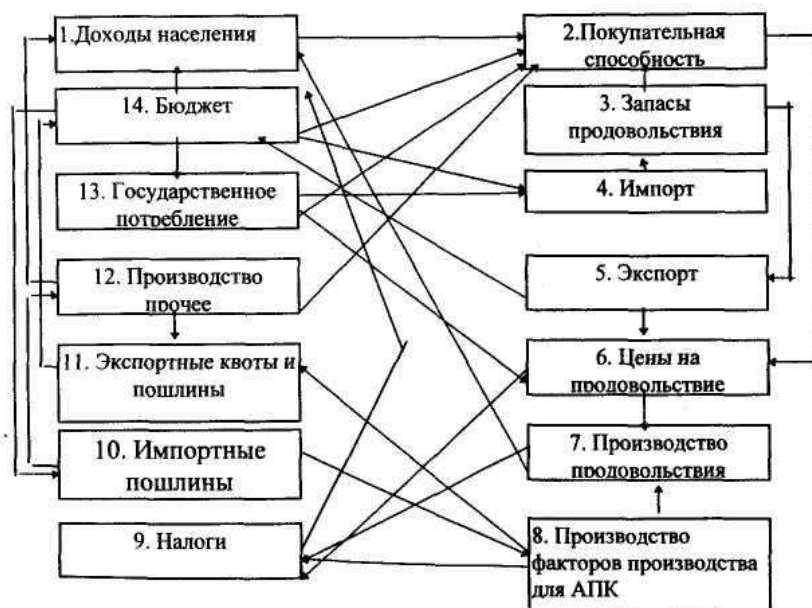 1.Доходы населения
14. Бюджет
13. Государственное
потребление
12. Производство
прочее
11. Экспортные квоты и
пошлины
10. Импортные
пошлины
9. Налоги
2.Покупательная
способность
3. Запасы
продовольствия
4. Импорт
5. Экспорт
6. Цены на
продовольствие
7. Производство
продовольствия
8. Производство
факторов производства
для АПК